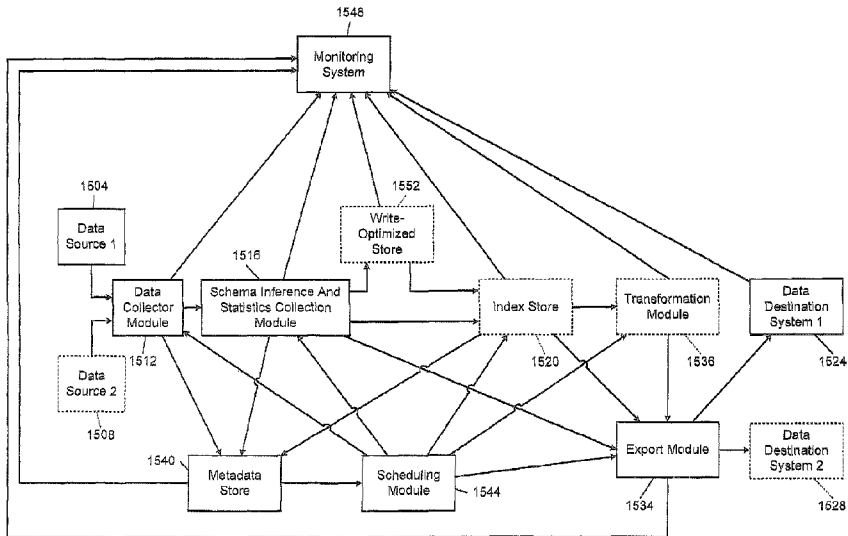 1548
Monitoring
System
1504
Data
Source 1
1552
Write-
Optimized
Store
1516
Data
Collector
Module
1512
Schema Inference And
Statistics Collection
Module
Index Store
1520
Transformation
Module
1536
Data
Destination
System 1
1524
Data
Source 2
1508
1540
Metadata
Store
Scheduling
Module
1544
Export Module
1534
Data
Destination
System 2
1528